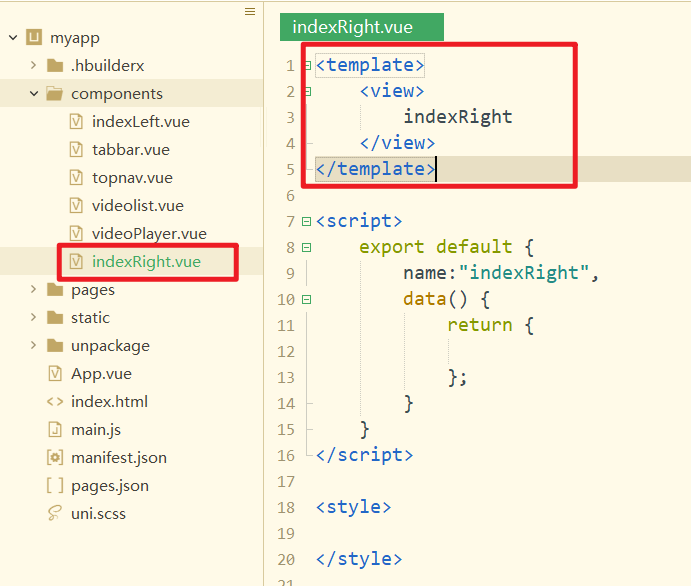 myapp
.hbuilderx
components
indexLeft.vue
tabbar.vue
topnav.vue
videolist.vue
videoPlayer.vue
indexRight.vue
pages
static
unpackage
App.vue
index.html
main.js
manifest.json
pages.json
uni.scss
indexRight.vue
1 <template>
2 <view>
3 indexRight
4 </view>
5 </template>
6
7 <script>
8 export default {
9 name:"indexRight",
10 data() {
11 return {
12
13 };
14 }
15 }
16 </script>
17
18 <style>
19
20 </style>
21